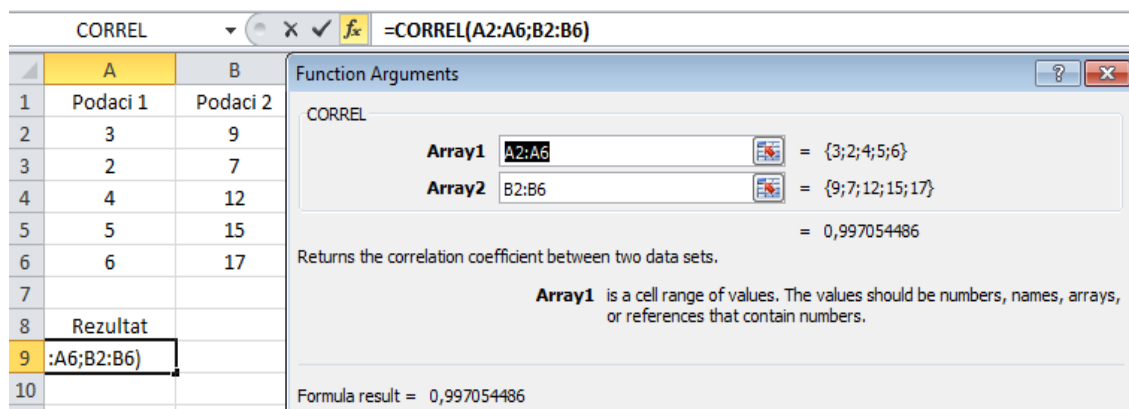 CORREL fx =CORREL(A2:A6;B2:B6)
A B
1 Podaci 1 Podaci 2
2 3 9
3 2 7
4 4 12
5 5 15
6 6 17
7
8 Rezultat
9 :A6;B2:B6)
10
Function Arguments ?
CORREL
Array1 A2:A6 = {3;2;4;5;6}
Array2 B2:B6 = {9;7;12;15;17}
= 0,997054486
Returns the correlation coefficient between two data sets.
Array1 is a cell range of values. The values should be numbers, names, arrays,
or references that contain numbers.
Formula result = 0,997054486